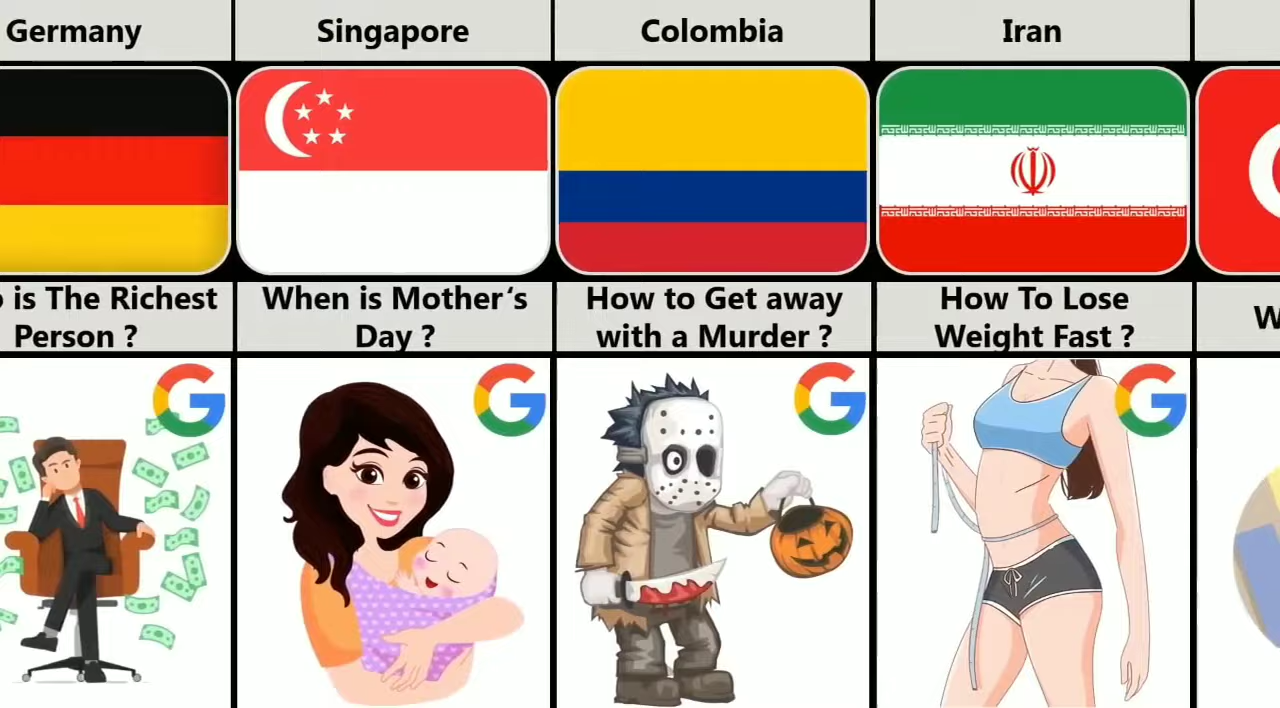 Germany
Singapore
Colombia
Iran
is The Richest
Person ?
When is Mother‘s
Day ?
How to Get away
with a Murder ?
How To Lose
Weight Fast ?